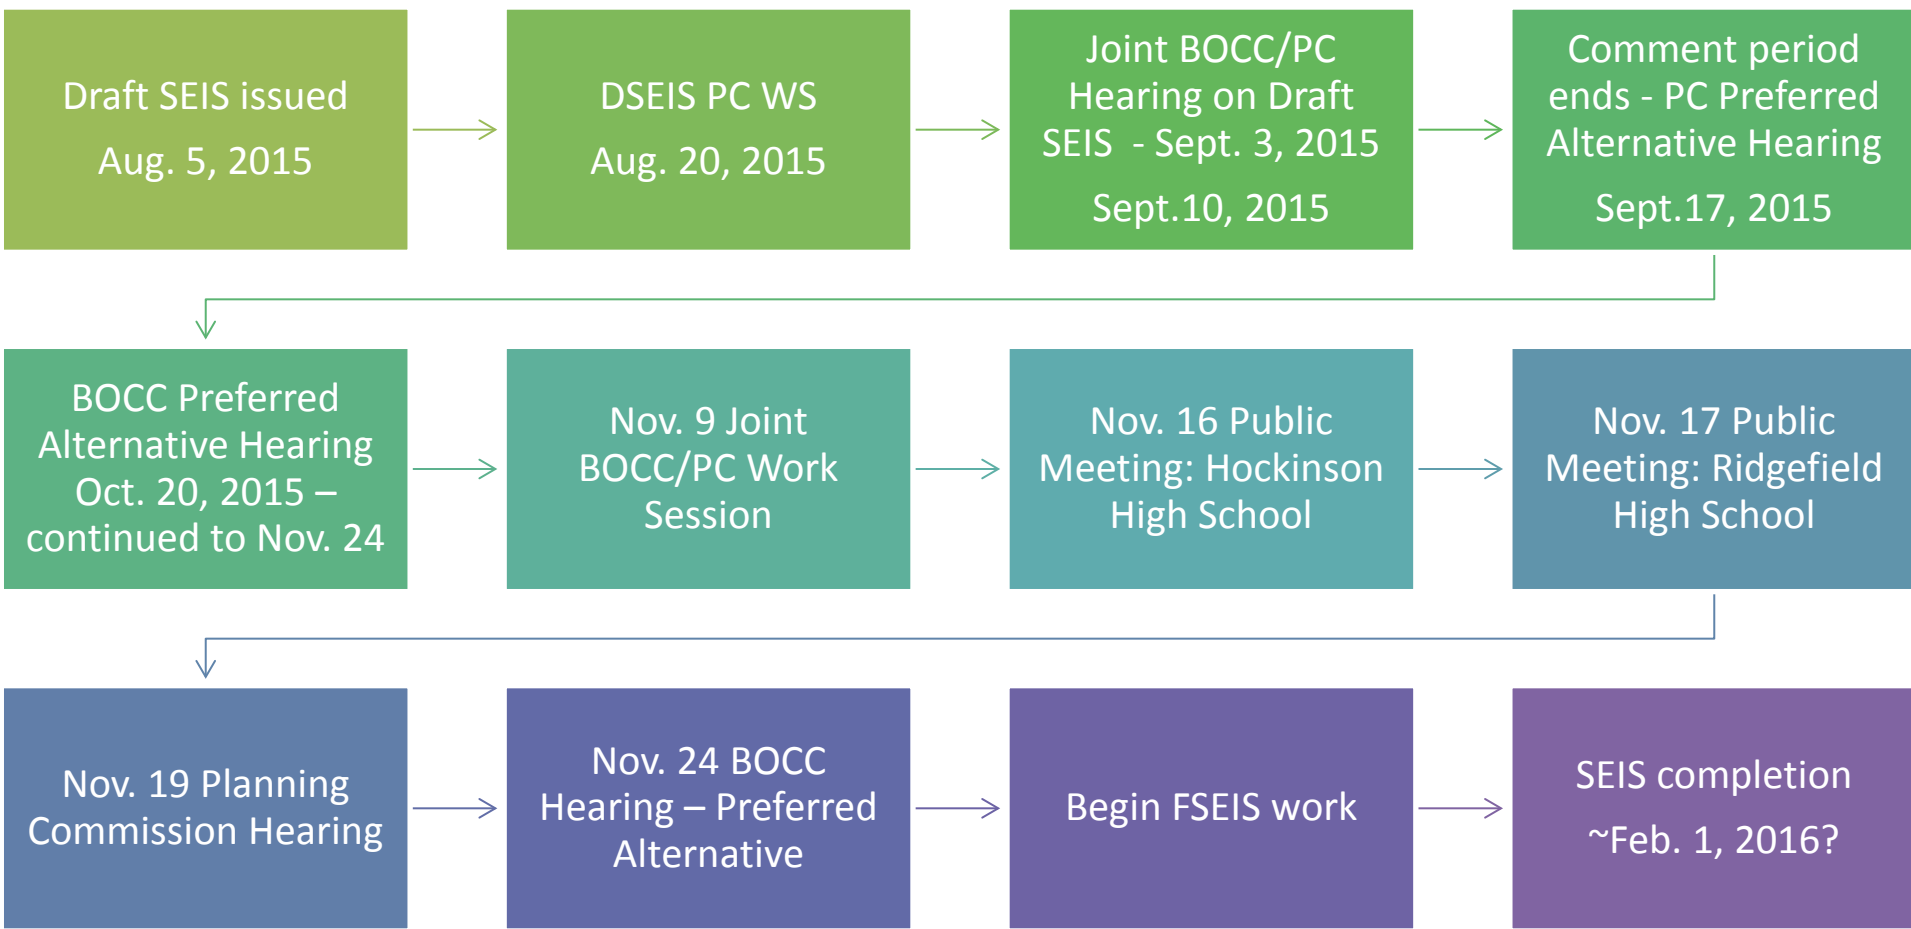 Draft SEIS issued
Aug. 5, 2015
DSEIS PC WS
Aug. 20, 2015
Joint BOCC/PC
Hearing on Draft
SEIS  - Sept. 3, 2015
Sept.10, 2015
Comment period
ends - PC Preferred
Alternative Hearing
Sept.17, 2015
BOCC Preferred
Alternative Hearing
Oct. 20, 2015 –
continued to Nov. 24
Nov. 9 Joint
BOCC/PC Work
Session
Nov. 16 Public
Meeting: Hockinson
High School
Nov. 17 Public
Meeting: Ridgefield
High School
Nov. 19 Planning
Commission Hearing
Nov. 24 BOCC
Hearing – Preferred
Alternative
Begin FSEIS work
SEIS completion
~Feb. 1, 2016?